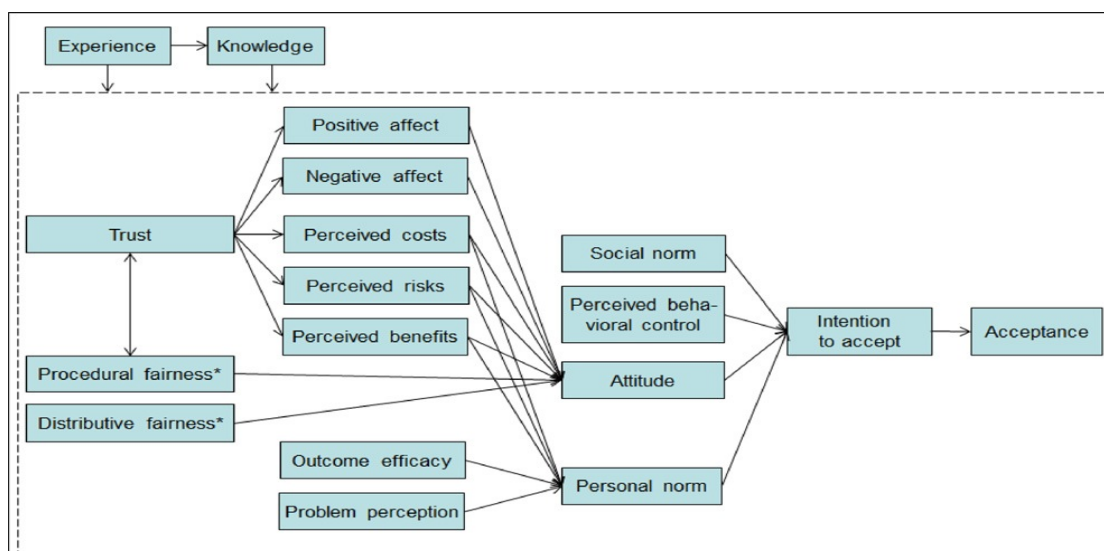 Experience
Knowledge
Positive affect
Negative affect
Trust
Perceived costs
Social norm
Perceived risks
Perceived beha-
vioral control
Intention
to accept
Acceptance
Perceived benefits
Procedural fairness*
Attitude
Distributive fairness*
Outcome efficacy
Personal norm
Problem perception